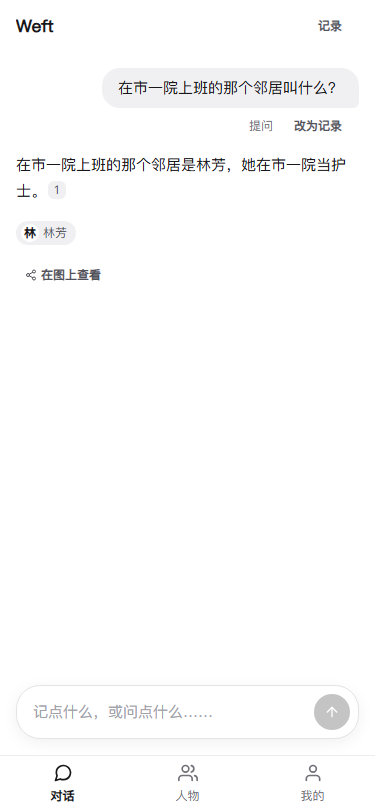 Weft
记录
在市一院上班的那个邻居叫什么？
提问 改为记录
在市一院上班的那个邻居是林芳，她在市一院当护
士。 1
林 林芳
在图上查看
记点什么，或问点什么……
对话 人物 我的